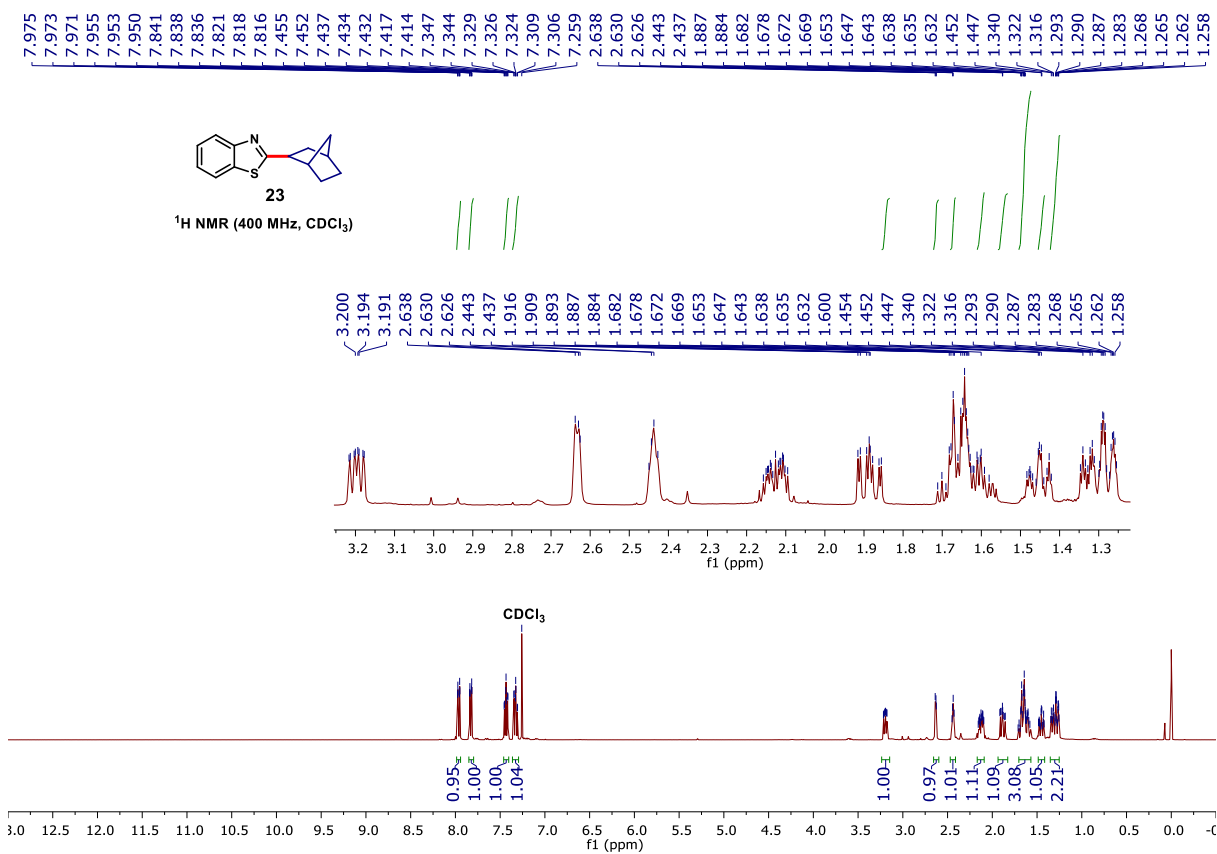 7.975 7.973 7.971 7.955 7.953 7.950 7.841 7.838 7.836 7.821 7.818 7.816 7.455 7.452 7.437 7.434 7.432 7.417 7.414 7.347 7.344 7.329 7.326 7.324 7.309 7.306 7.259 2.638 2.630 2.626 2.443 2.437 1.887 1.884 1.682 1.678 1.672 1.669 1.653 1.647 1.643 1.638 1.635 1.632 1.452 1.447 1.340 1.322 1.316 1.293 1.290 1.287 1.283 1.268 1.265 1.262 1.258
N
S
23
¹H NMR (400 MHz, CDCl₃)
3.200 3.194 3.191 2.638 2.630 2.626 2.443 2.437 1.916 1.909 1.893 1.887 1.884 1.682 1.678 1.672 1.669 1.653 1.647 1.643 1.638 1.635 1.632 1.600 1.454 1.452 1.447 1.340 1.322 1.316 1.293 1.290 1.287 1.283 1.268 1.265 1.262 1.258
3.2 3.1 3.0 2.9 2.8 2.7 2.6 2.5 2.4 2.3 2.2 2.1 2.0 1.9 1.8 1.7 1.6 1.5 1.4 1.3
f1 (ppm)
CDCl₃
0.95 1.00 1.00 1.04 1.00 0.97 1.01 1.11 1.09 3.08 1.05 2.21
3.0 12.5 12.0 11.5 11.0 10.5 10.0 9.5 9.0 8.5 8.0 7.5 7.0 6.5 6.0 5.5 5.0 4.5 4.0 3.5 3.0 2.5 2.0 1.5 1.0 0.5 0.0 -0
f1 (ppm)